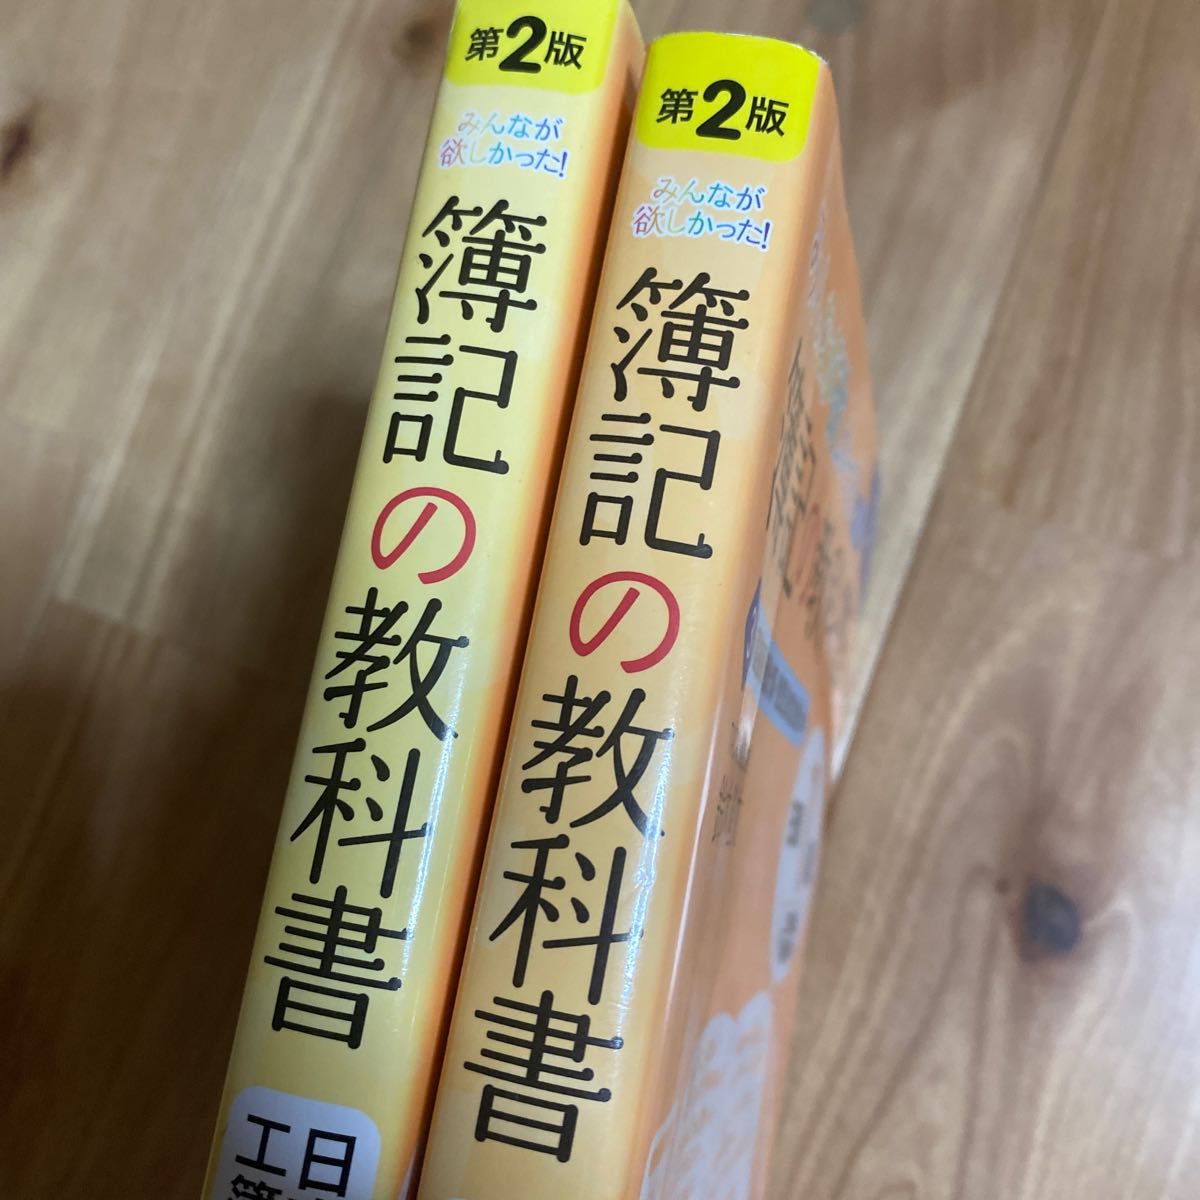 第2版
みんなが
欲しかった!
簿記の教科書
日
工
第2版
みんなが
欲しかった!
簿記の教科書